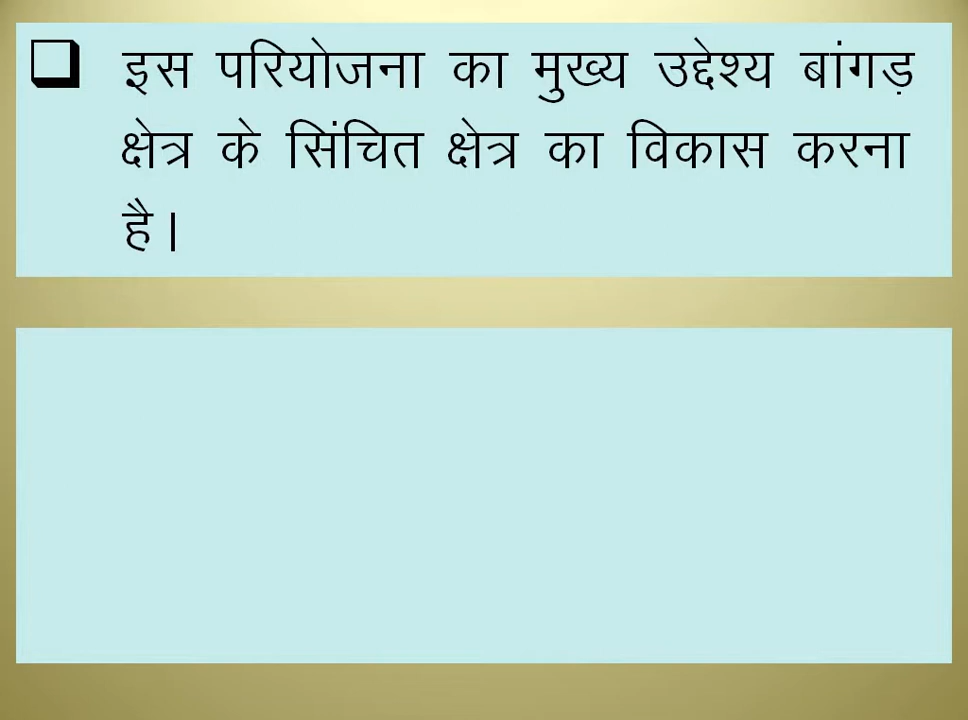 ❑ इस परियोजना का मुख्य उद्देश्य बांगड़
क्षेत्र के सिंचित क्षेत्र का विकास करना
है।